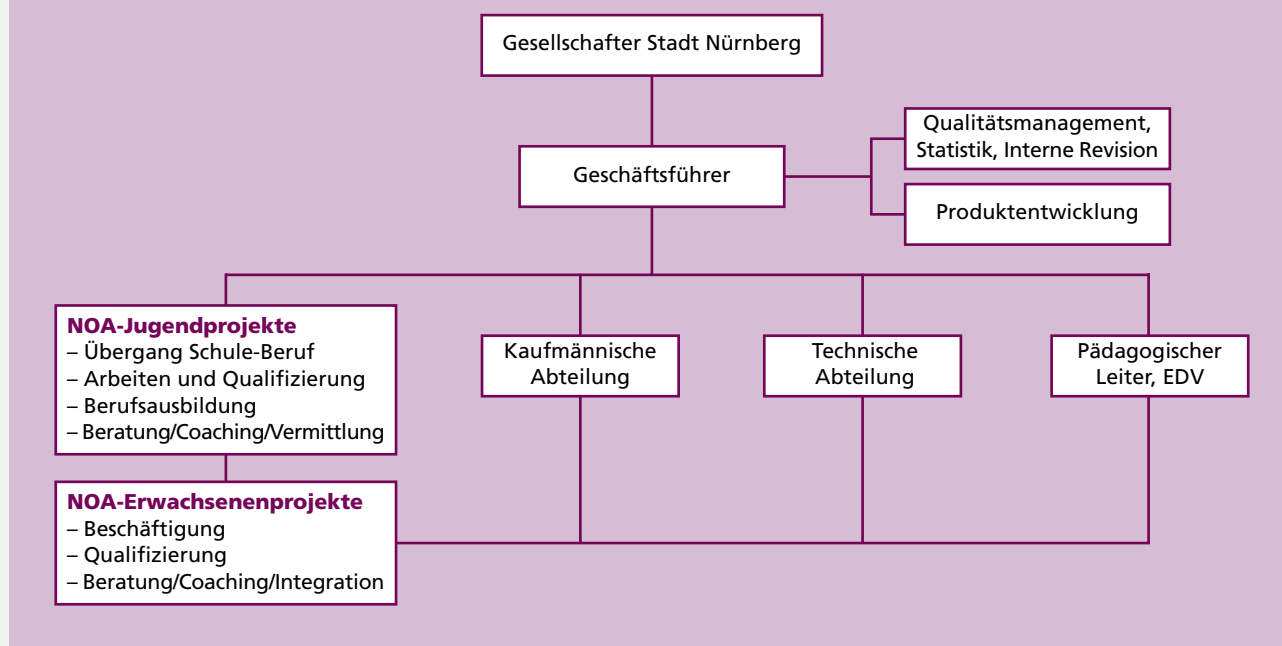 Gesellschafter Stadt Nürnberg
Qualitätsmanagement,
Statistik, Interne Revision
Geschäftsführer
Produktentwicklung
NOA-Jugendprojekte
– Übergang Schule-Beruf
– Arbeiten und Qualifizierung
– Berufsausbildung
– Beratung/Coaching/Vermittlung
Kaufmännische
Abteilung
Technische
Abteilung
Pädagogischer
Leiter, EDV
NOA-Erwachsenenprojekte
– Beschäftigung
– Qualifizierung
– Beratung/Coaching/Integration